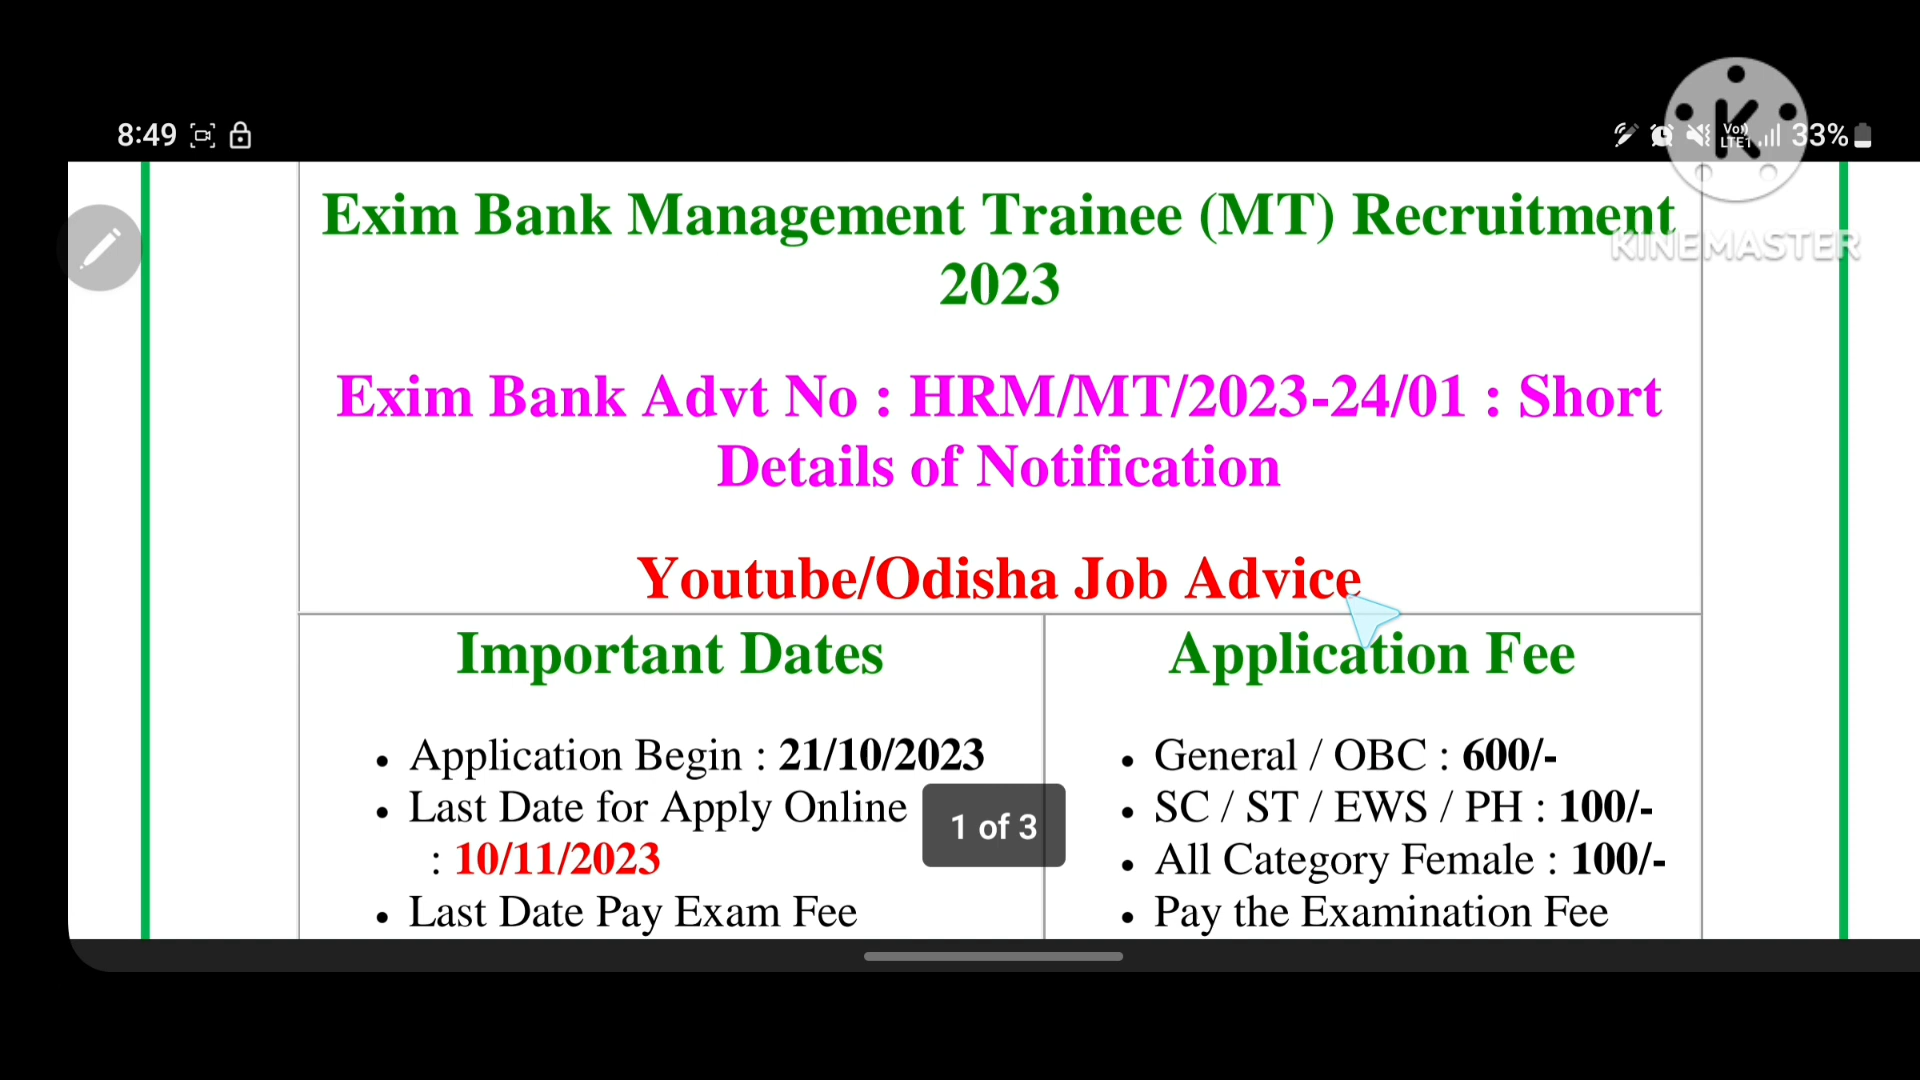 8:49
Vo)) LTE1 33%
KINEMASTER
Exim Bank Management Trainee (MT) Recruitment
2023
Exim Bank Advt No : HRM/MT/2023-24/01 : Short
Details of Notification
Youtube/Odisha Job Advice
Important Dates
• Application Begin : 21/10/2023
• Last Date for Apply Online
: 10/11/2023
• Last Date Pay Exam Fee
1 of 3
Application Fee
• General / OBC : 600/-
• SC / ST / EWS / PH : 100/-
• All Category Female : 100/-
• Pay the Examination Fee